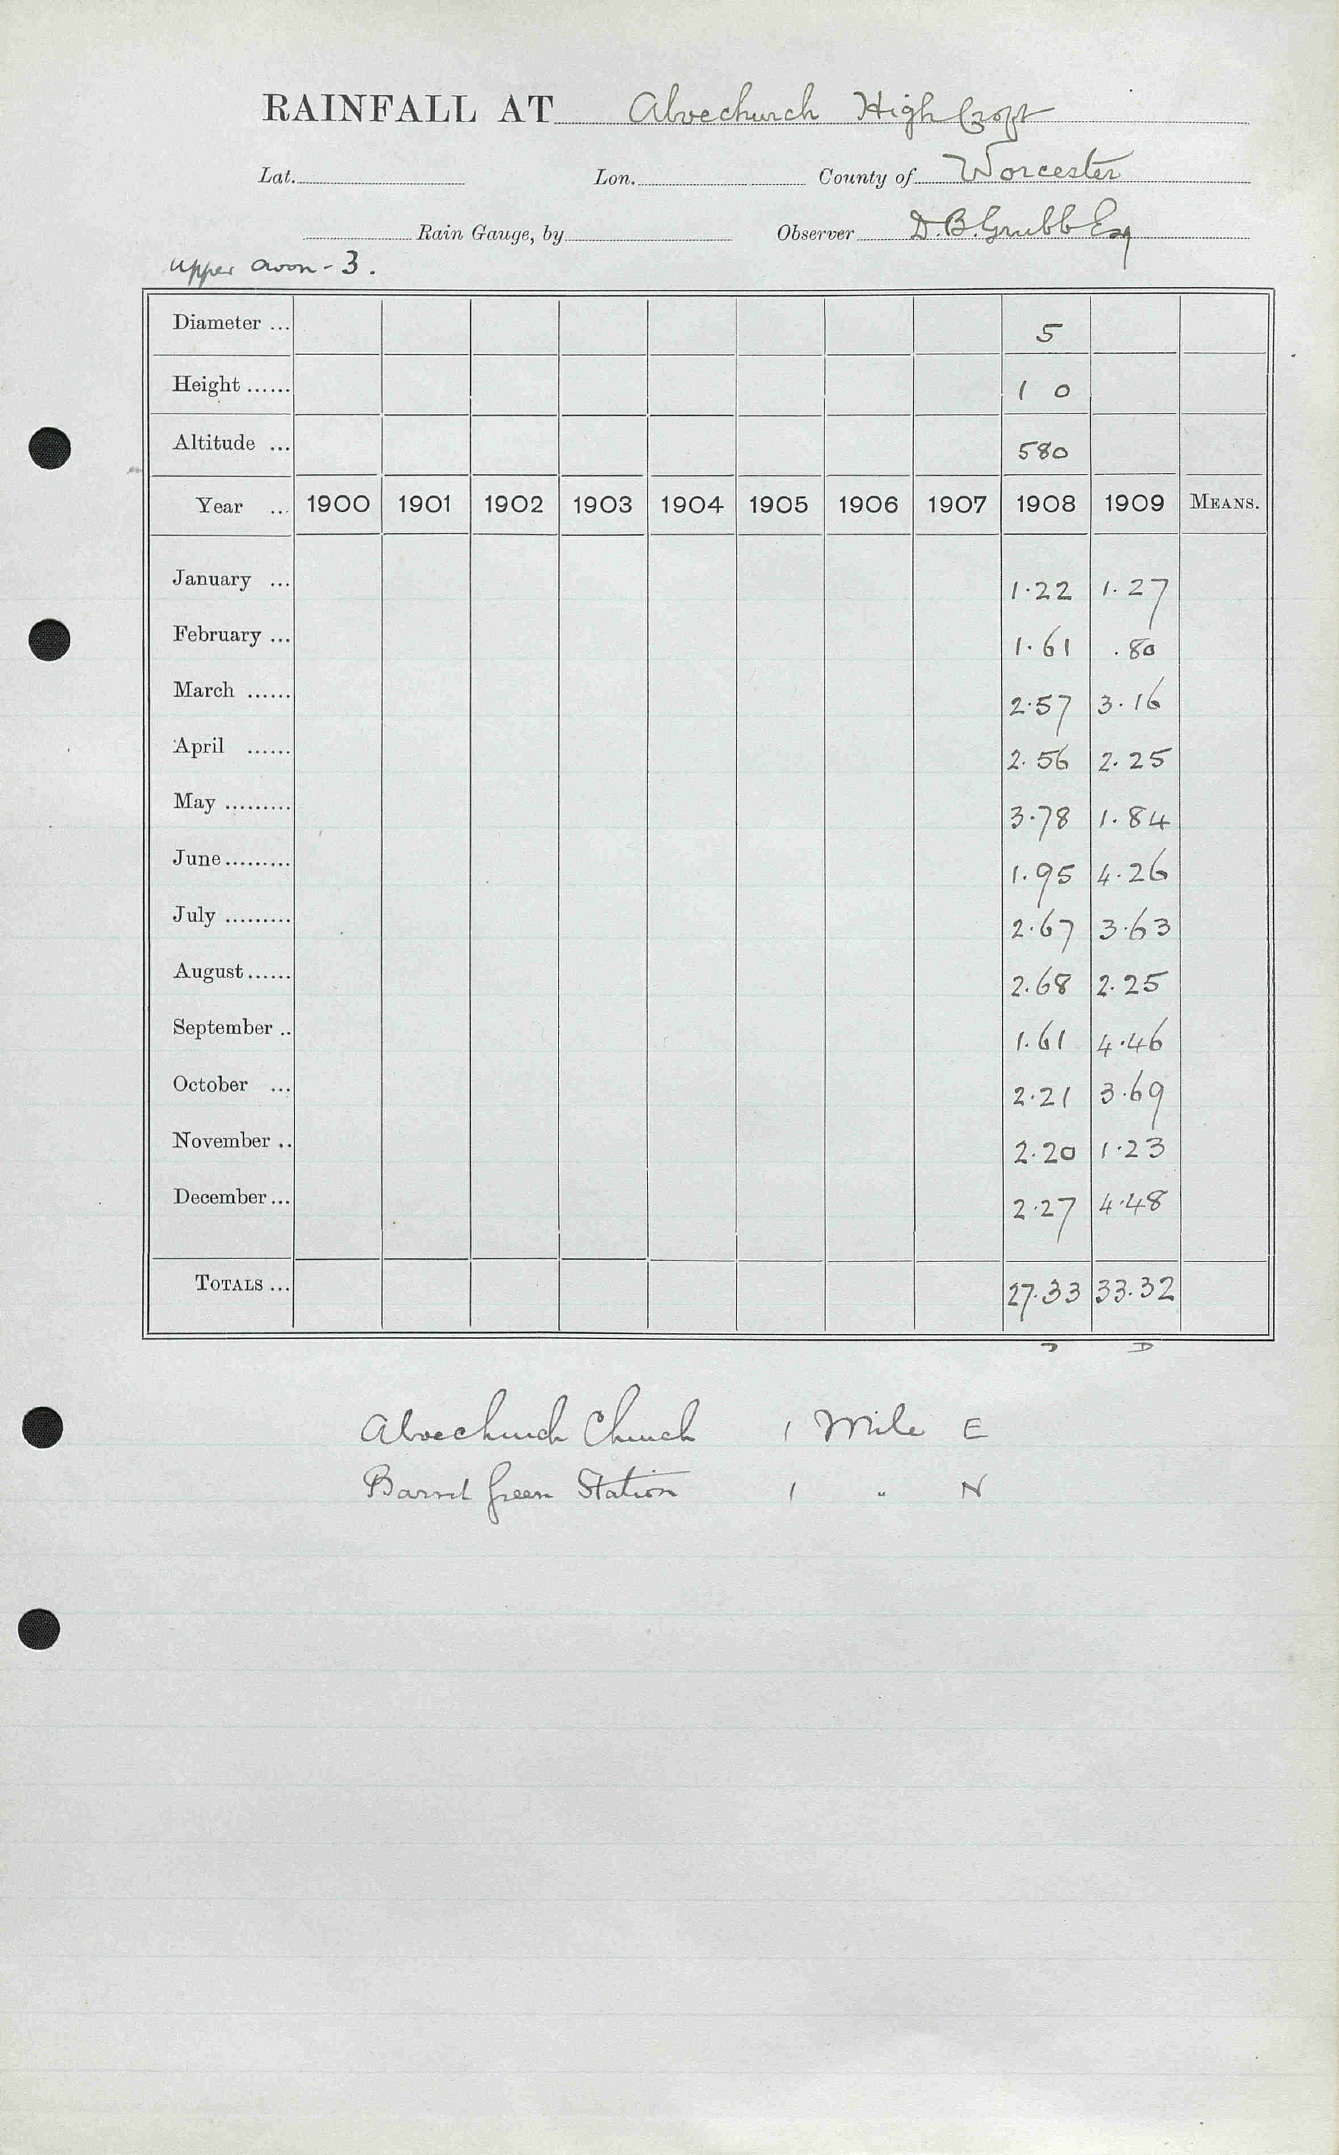 RAINFALL AT Alvechurch High Croft
Lat. Lon. County of Worcester
Rain Gauge, by Observer D.B. Grubb Esq
Upper Avon - 3.
Diameter ... 5
Height ...... 1 0
Altitude ... 580
Year ... 1900 1901 1902 1903 1904 1905 1906 1907 1908 1909 MEANS.
January ... 1.22 1.27
February ... 1.61 .80
March ...... 2.57 3.16
April ...... 2.56 2.25
May ......... 3.78 1.84
June ......... 1.95 4.26
July ......... 2.67 3.63
August ...... 2.68 2.25
September .. 1.61 4.46
October ... 2.21 3.69
November .. 2.20 1.23
December ... 2.27 4.48
TOTALS ... 27.33 33.32
Alvechurch Church 1 Mile E
Barnt Green Station 1 " N